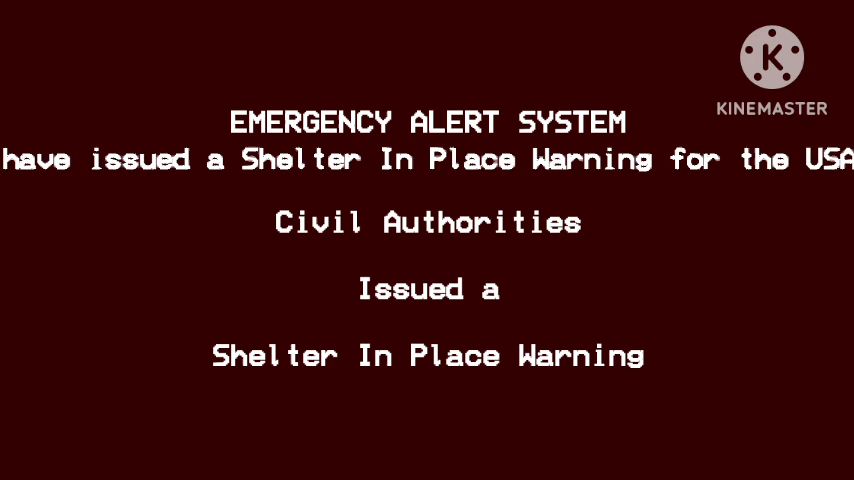 KINEMASTER
EMERGENCY ALERT SYSTEM
have issued a Shelter In Place Warning for the USA
Civil Authorities
Issued a
Shelter In Place Warning